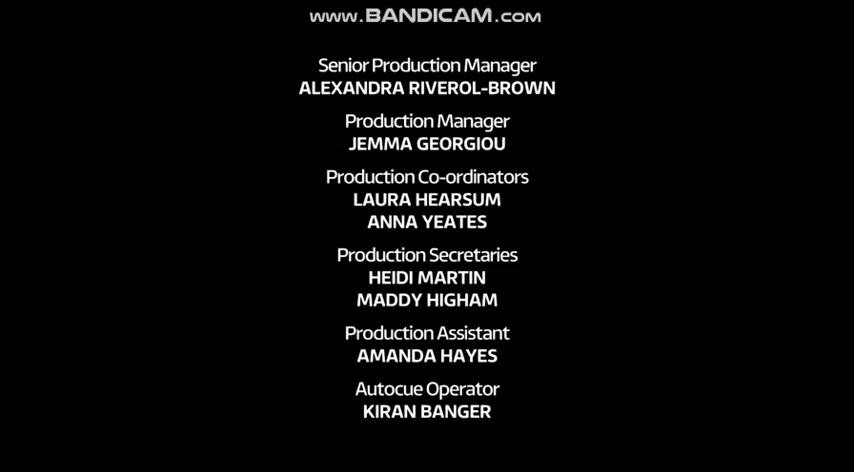 www.BANDICAM.com
Senior Production Manager
ALEXANDRA RIVEROL-BROWN
Production Manager
JEMMA GEORGIOU
Production Co-ordinators
LAURA HEARSUM
ANNA YEATES
Production Secretaries
HEIDI MARTIN
MADDY HIGHAM
Production Assistant
AMANDA HAYES
Autocue Operator
KIRAN BANGER